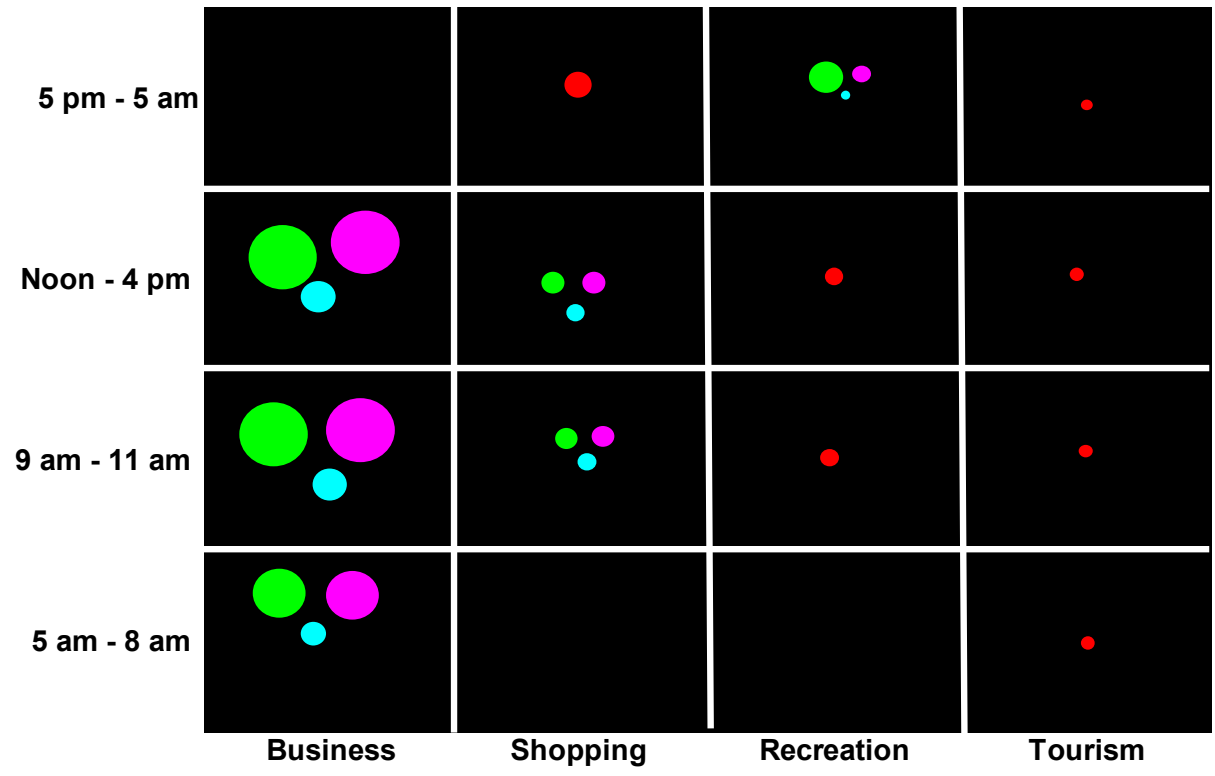 5 pm - 5 am
Noon - 4 pm
9 am - 11 am
5 am - 8 am
Business
Shopping
Recreation
Tourism